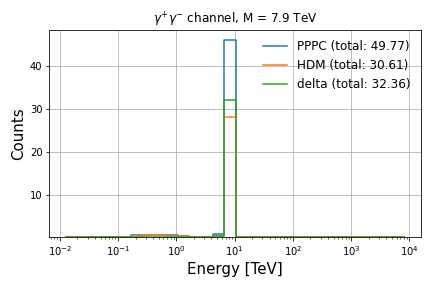 γ⁺γ⁻ channel, M = 7.9 TeV
PPPC (total: 49.77)
HDM (total: 30.61)
delta (total: 32.36)
Counts
40
30
20
10
10⁻² 10⁻¹ 10⁰ 10¹ 10² 10³ 10⁴
Energy [TeV]